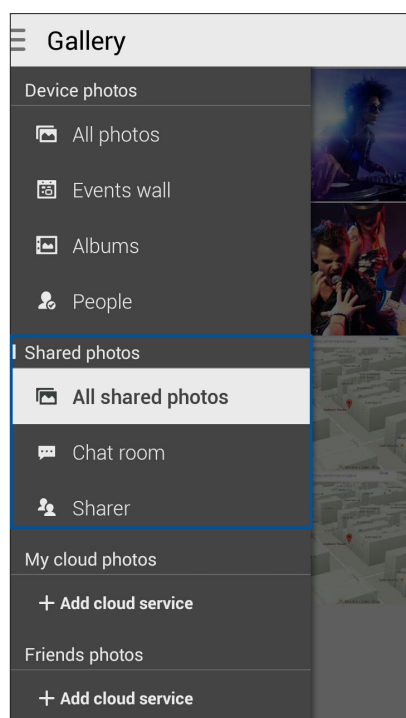 Gallery
Device photos
All photos
Events wall
Albums
People
Shared photos
All shared photos
Chat room
Sharer
My cloud photos
+ Add cloud service
Friends photos
+ Add cloud service